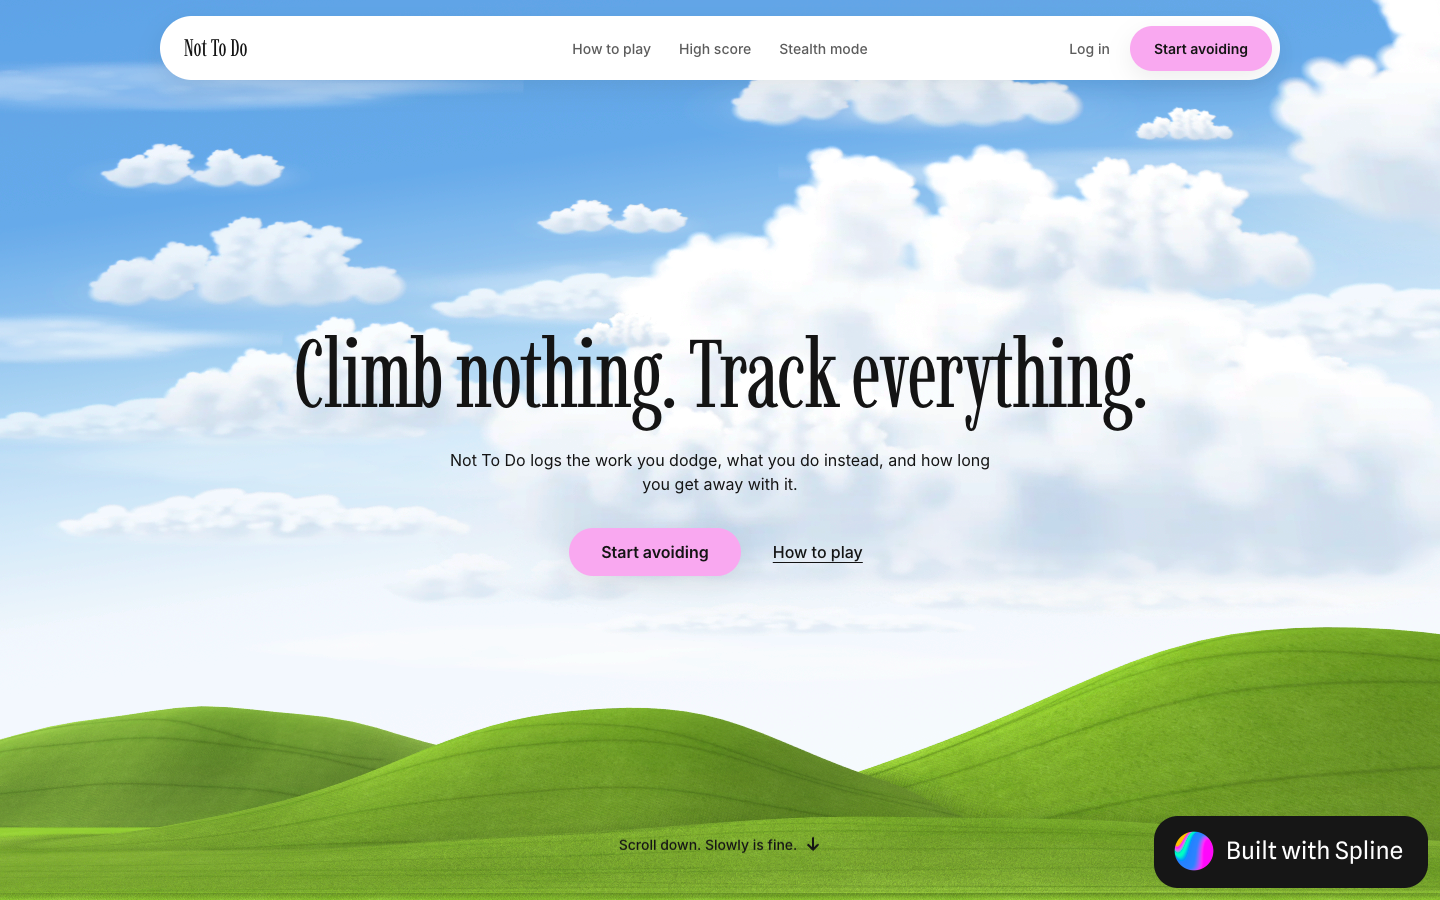 Not To Do
How to play
High score
Stealth mode
Log in
Start avoiding
Climb nothing. Track everything.
Not To Do logs the work you dodge, what you do instead, and how long
you get away with it.
Start avoiding
How to play
Scroll down. Slowly is fine.
Built with Spline